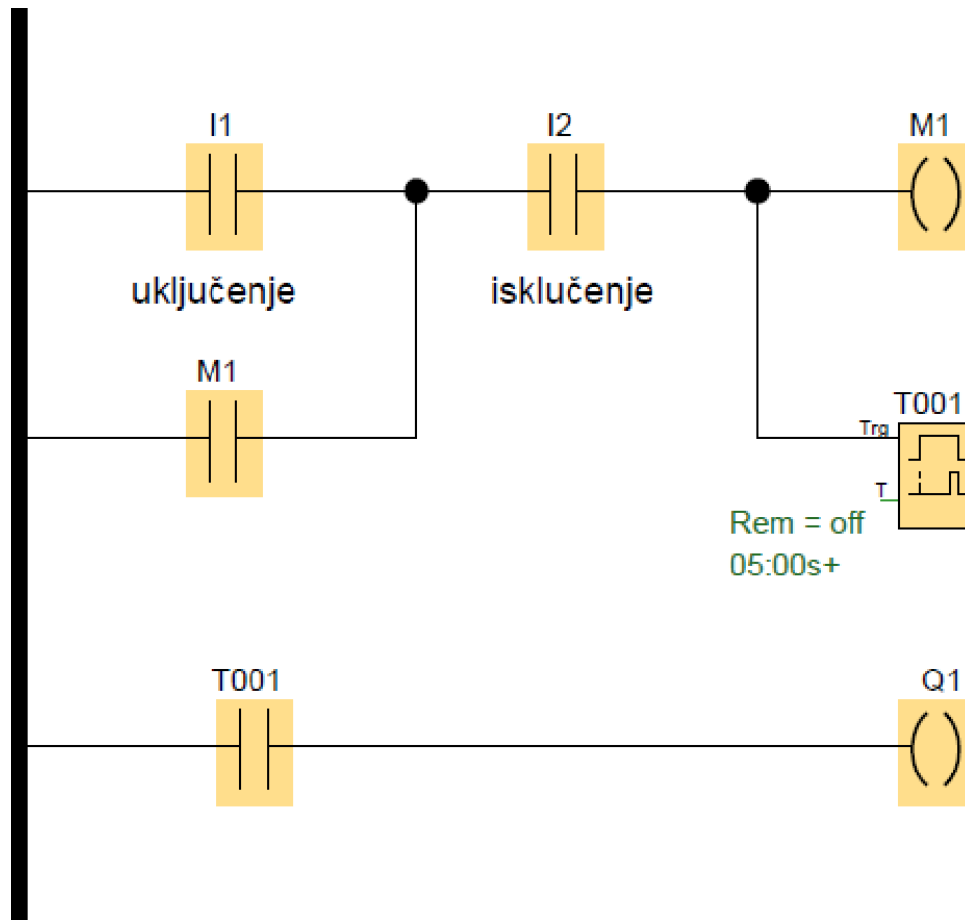 I1
I2
M1
uključenje
isklučenje
M1
T001
Trg
T
Rem = off
05:00s+
T001
Q1